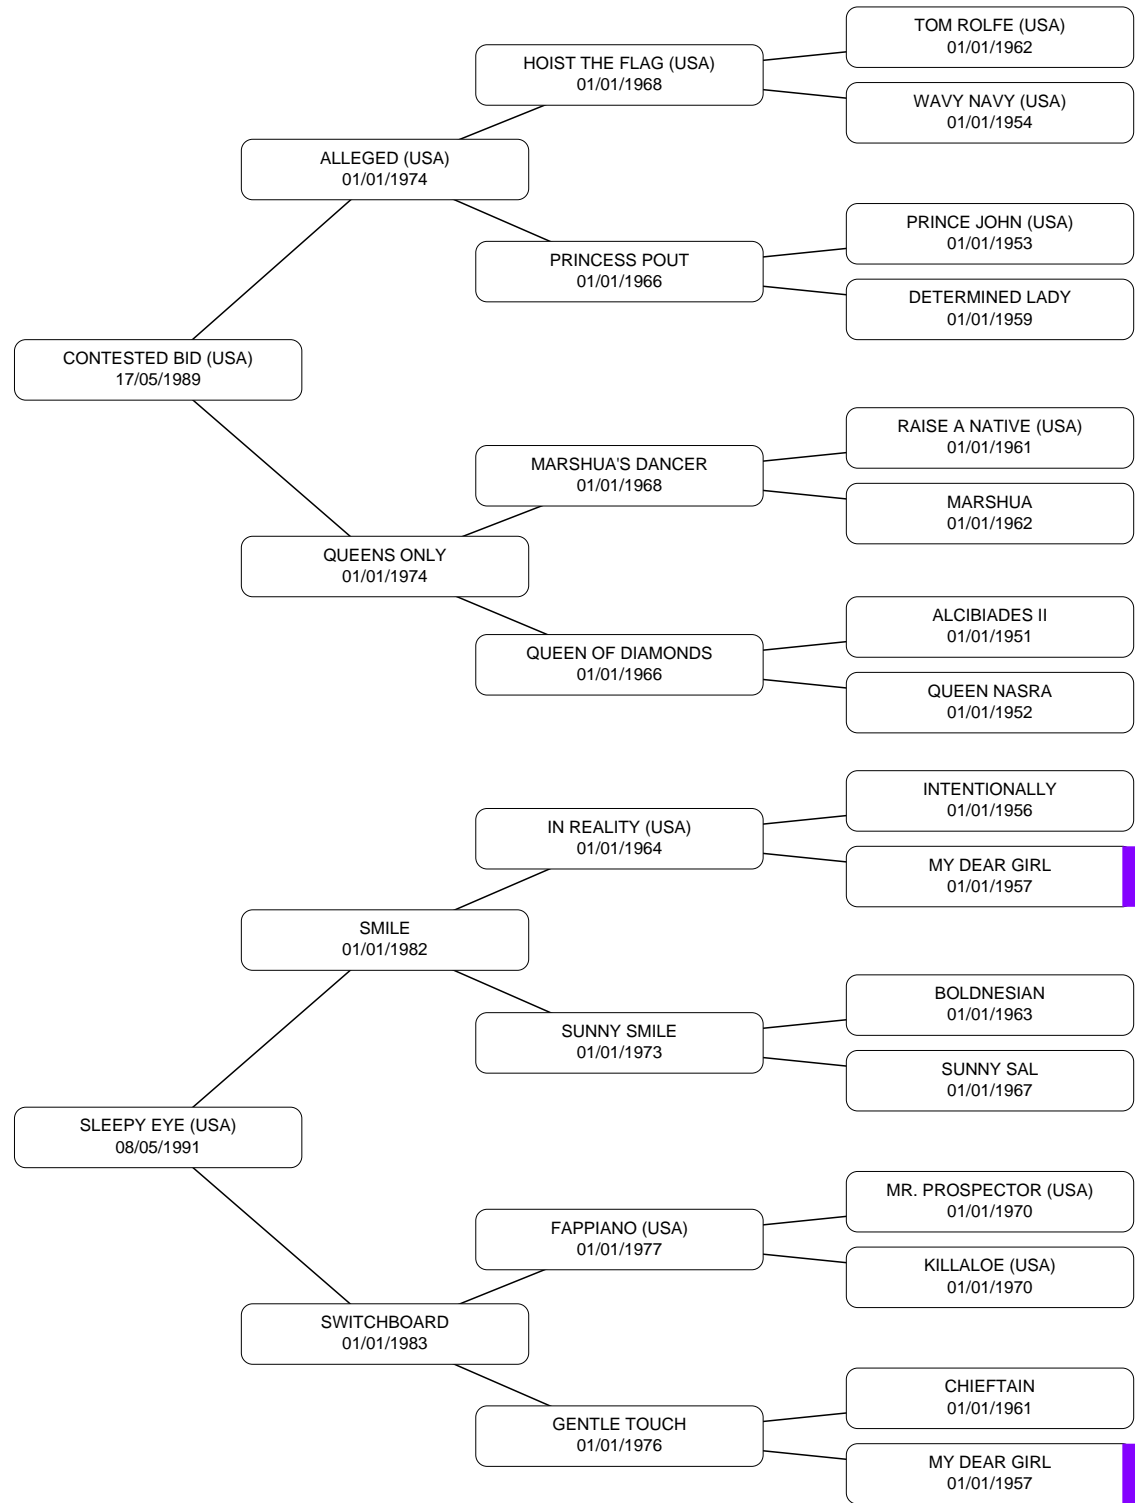 TOM ROLFE (USA)
01/01/1962
HOIST THE FLAG (USA)
01/01/1968
WAVY NAVY (USA)
01/01/1954
ALLEGED (USA)
01/01/1974
PRINCE JOHN (USA)
01/01/1953
PRINCESS POUT
01/01/1966
DETERMINED LADY
01/01/1959
CONTESTED BID (USA)
17/05/1989
RAISE A NATIVE (USA)
01/01/1961
MARSHUA'S DANCER
01/01/1968
MARSHUA
01/01/1962
QUEENS ONLY
01/01/1974
ALCIBIADES II
01/01/1951
QUEEN OF DIAMONDS
01/01/1966
QUEEN NASRA
01/01/1952
INTENTIONALLY
01/01/1956
IN REALITY (USA)
01/01/1964
MY DEAR GIRL
01/01/1957
SMILE
01/01/1982
BOLDNESIAN
01/01/1963
SUNNY SMILE
01/01/1973
SUNNY SAL
01/01/1967
SLEEPY EYE (USA)
08/05/1991
MR. PROSPECTOR (USA)
01/01/1970
FAPPIANO (USA)
01/01/1977
KILLALOE (USA)
01/01/1970
SWITCHBOARD
01/01/1983
CHIEFTAIN
01/01/1961
GENTLE TOUCH
01/01/1976
MY DEAR GIRL
01/01/1957